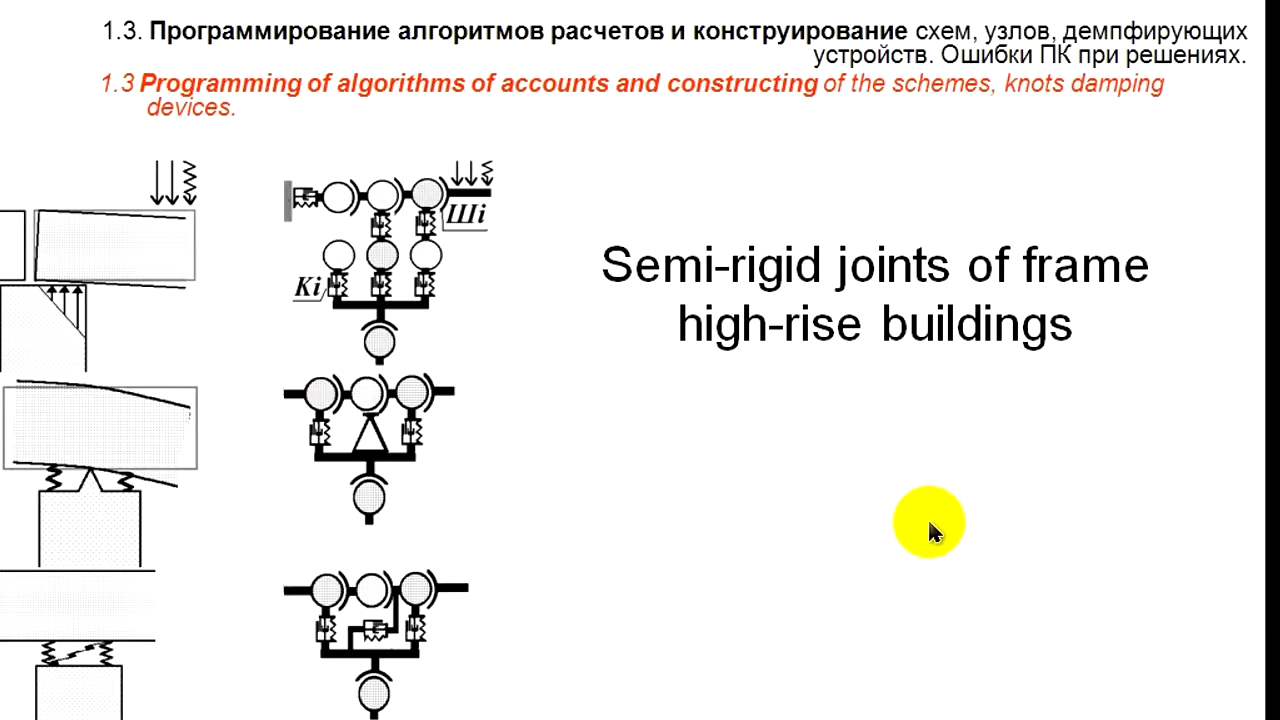 1.3. Программирование алгоритмов расчетов и конструирование схем, узлов, демпфирующих
устройств. Ошибки ПК при решениях.
1.3 Programming of algorithms of accounts and constructing of the schemes, knots damping
devices.
Шi
Кi
Semi-rigid joints of frame
high-rise buildings